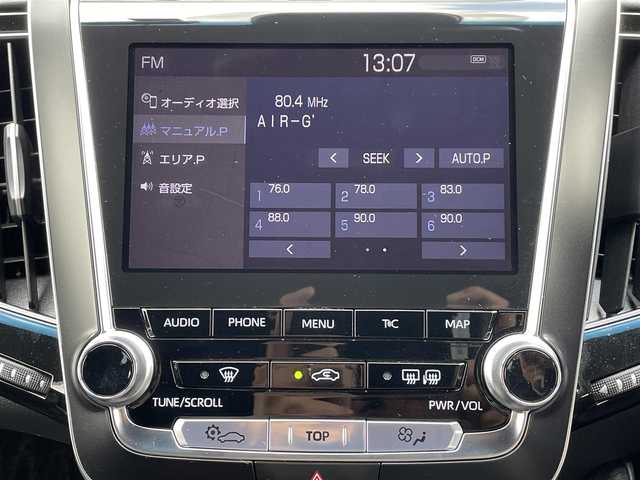 FM 13:07 DCM
オーディオ選択 80.4 MHz
マニュアル.P AIR-G'
エリア.P < SEEK > AUTO.P
音設定
1 76.0 2 78.0 3 83.0
4 88.0 5 90.0 6 90.0
< >
AUDIO PHONE MENU T·C MAP
TUNE/SCROLL PWR/VOL
TOP